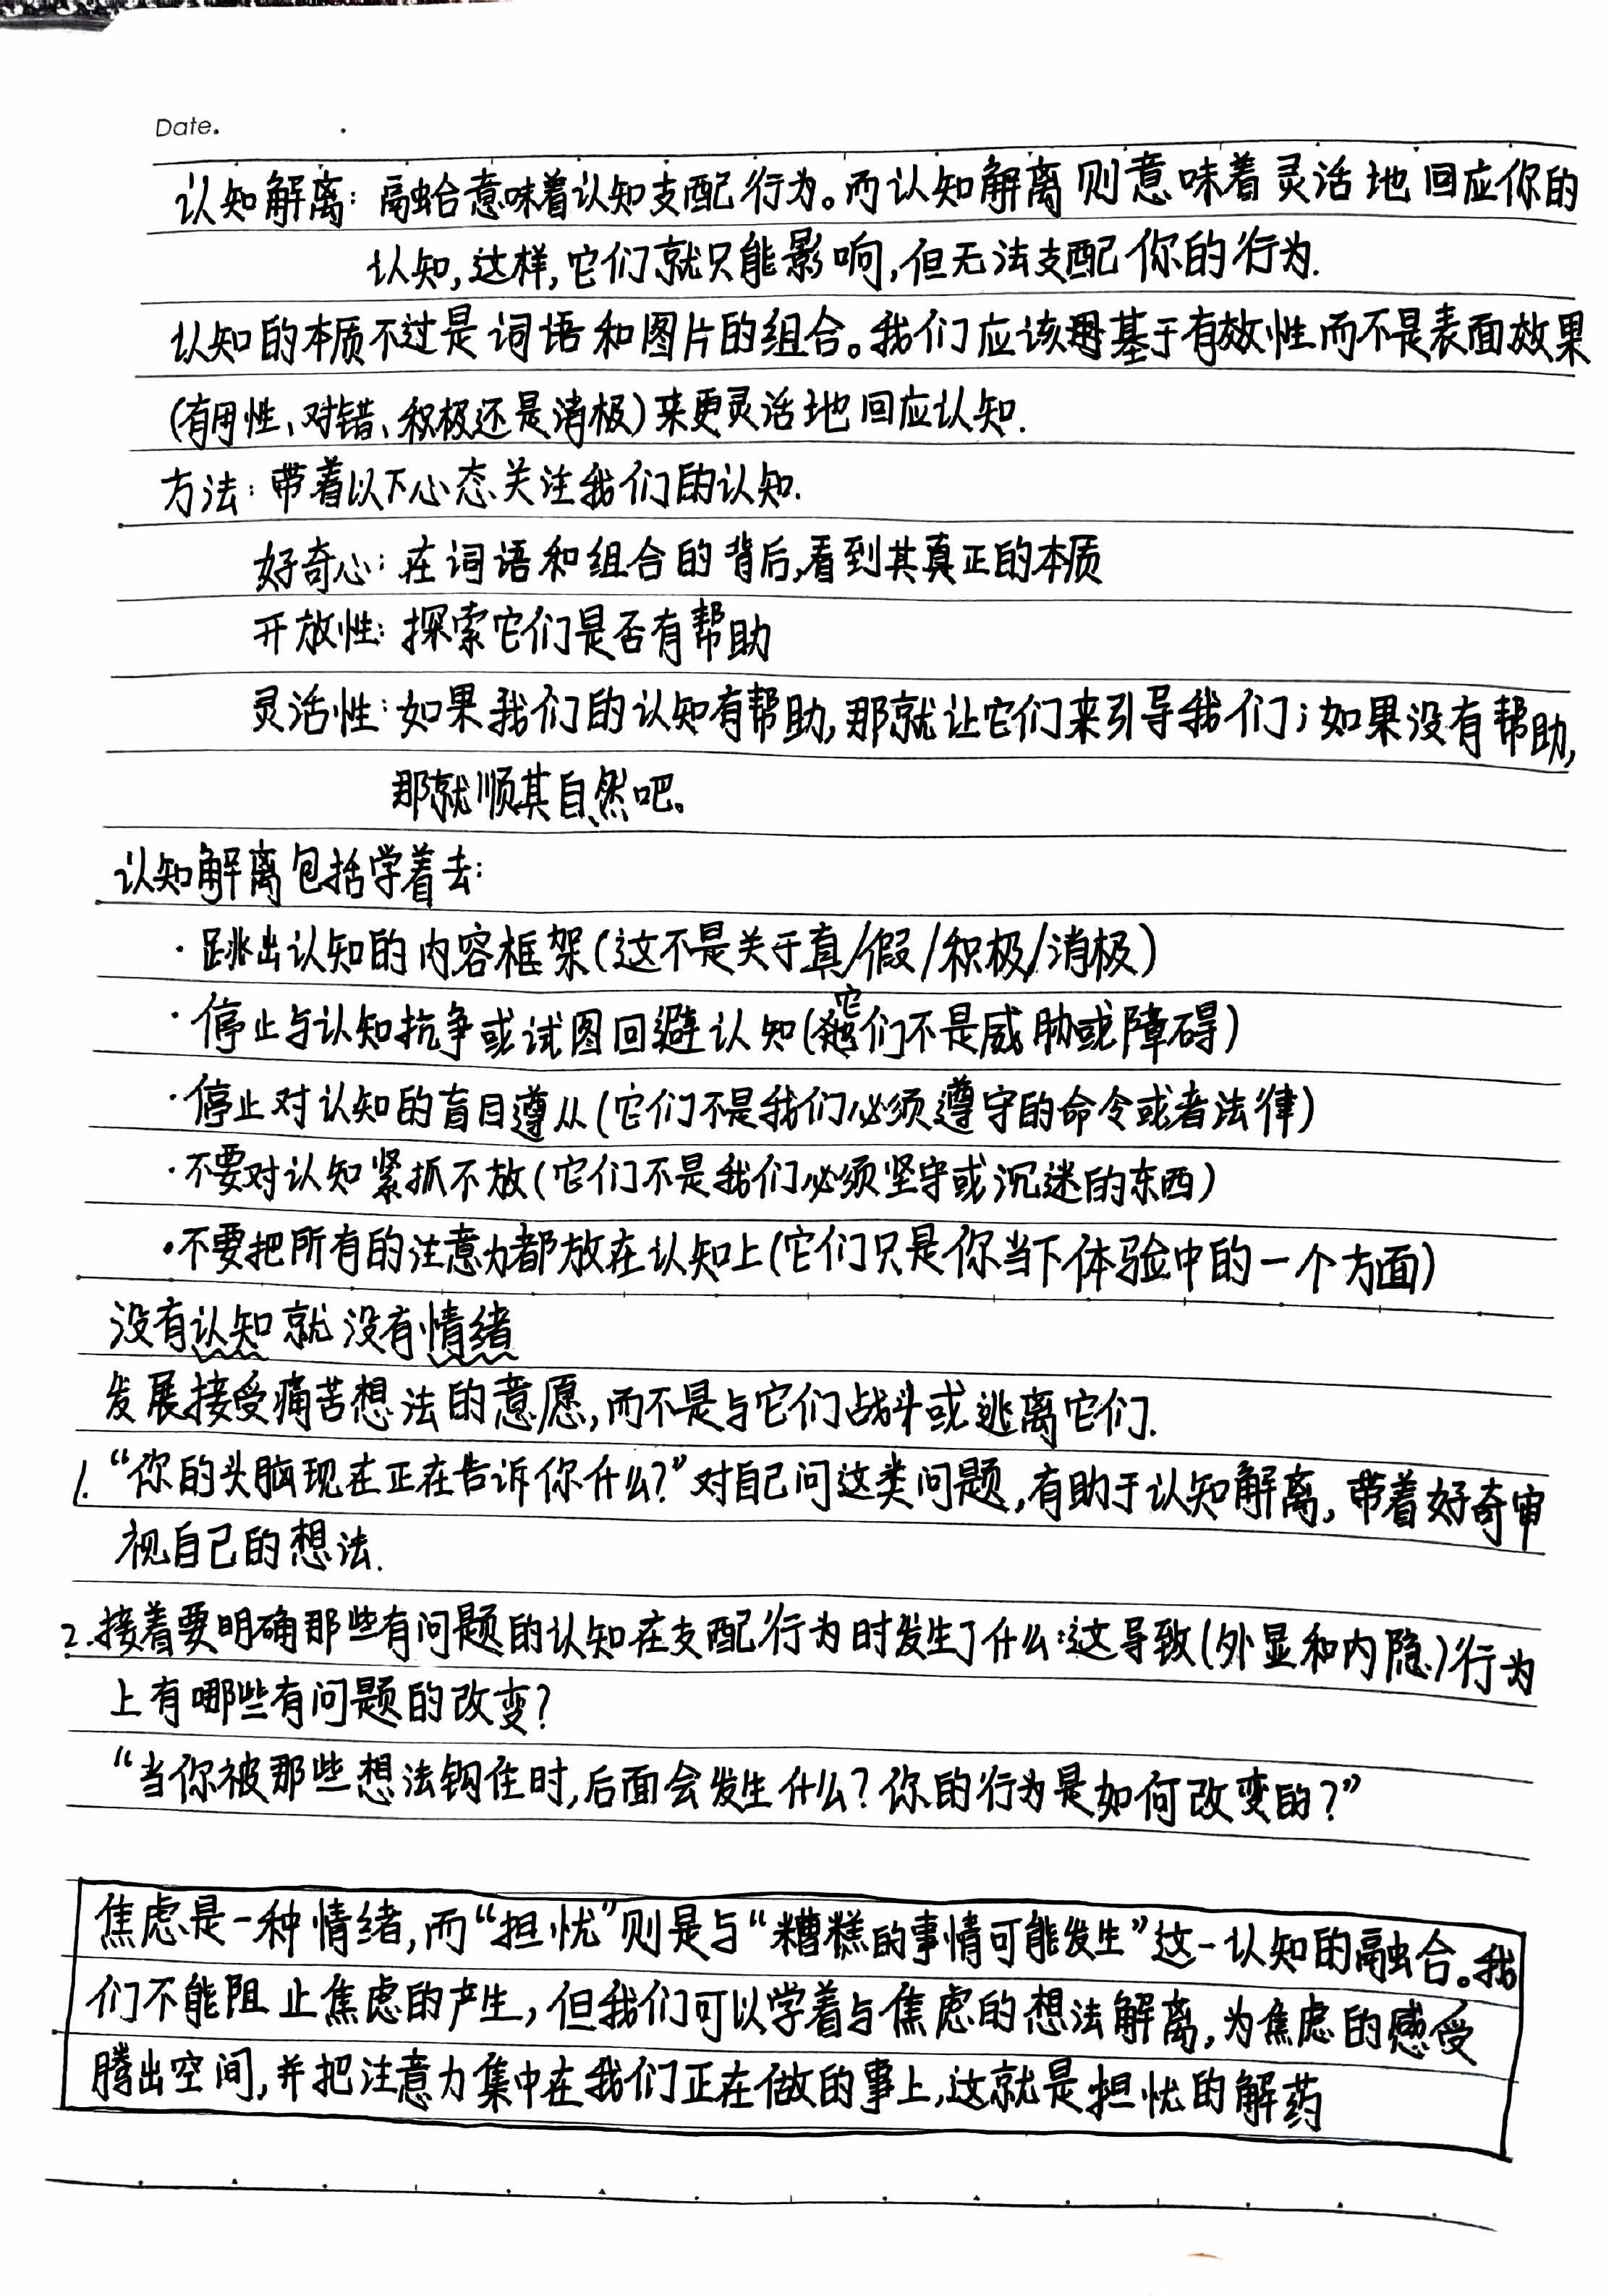 Date.
认知解离：融合意味着认知支配行为。而认知解离则意味着灵活地回应你的
认知,这样,它们就只能影响,但无法支配你的行为.
认知的本质不过是词语和图片的组合。我们应该基于有效性而不是表面效果
(有用性、对错、积极还是消极)来更灵活地回应认知.
方法：带着以下心态关注我们的认知.
好奇心：在词语和组合的背后,看到其真正的本质
开放性：探索它们是否有帮助
灵活性：如果我们的认知有帮助,那就让它们来引导我们；如果没有帮助,
那就顺其自然吧。
认知解离包括学着去：
·跳出认知的内容框架(这不是关于真/假/积极/消极)
·停止与认知抗争或试图回避认知(它们不是威胁或障碍)
·停止对认知的盲目遵从(它们不是我们必须遵守的命令或者法律)
·不要对认知紧抓不放(它们不是我们必须坚守或沉迷的东西)
·不要把所有的注意力都放在认知上(它们只是你当下体验中的一个方面)
没有认知就没有情绪
发展接受痛苦想法的意愿,而不是与它们战斗或逃离它们.
1.“你的头脑现在正在告诉你什么?”对自己问这类问题,有助于认知解离,带着好奇审
视自己的想法.
2.接着要明确那些有问题的认知在支配行为时发生了什么：这导致(外显和内隐)行为
上有哪些有问题的改变?
“当你被那些想法钩住时,后面会发生什么?你的行为是如何改变的?”
焦虑是一种情绪,而“担忧”则是与“糟糕的事情可能发生”这一认知的融合。我
们不能阻止焦虑的产生,但我们可以学着与焦虑的想法解离,为焦虑的感受
腾出空间,并把注意力集中在我们正在做的事上,这就是担忧的解药